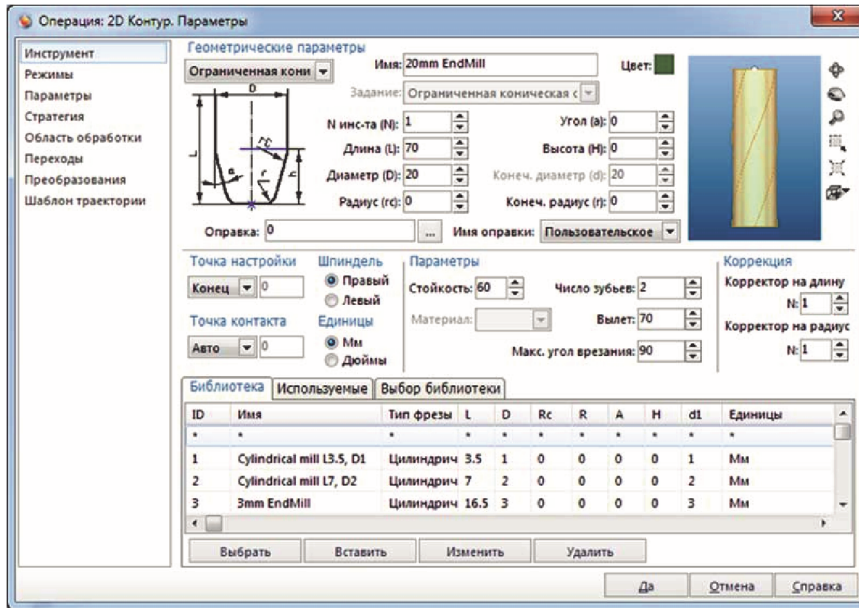 Операция: 2D Контур. Параметры
Инструмент
Режимы
Параметры
Стратегия
Область обработки
Переходы
Преобразования
Шаблон траектории
Геометрические параметры
Ограниченная кони
Имя: 20mm EndMill
Цвет:
Задание: Ограниченная коническая с
D
L
rc
a
r
h
N инс-та (N): 1
Угол (a): 0
Длина (L): 70
Высота (H): 0
Диаметр (D): 20
Конеч. диаметр (d): 20
Радиус (rc): 0
Конеч. радиус (r): 0
Оправка: 0
...
Имя оправки: Пользовательское
Точка настройки
Конец 0
Точка контакта
Авто 0
Шпиндель
Правый
Левый
Единицы
Мм
Дюймы
Параметры
Стойкость: 60
Число зубьев: 2
Материал:
Вылет: 70
Макс. угол врезания: 90
Коррекция
Корректор на длину
N: 1
Корректор на радиус
N: 1
Библиотека Используемые Выбор библиотеки
ID Имя Тип фрезы L D Rc R A H d1 Единицы
* * * * * * * * * * *
1 Cylindrical mill L3.5, D1 Цилиндрич 3.5 1 0 0 0 0 1 Мм
2 Cylindrical mill L7, D2 Цилиндрич 7 2 0 0 0 0 2 Мм
3 3mm EndMill Цилиндрич 16.5 3 0 0 0 0 3 Мм
Выбрать Вставить Изменить Удалить
Да Отмена Справка